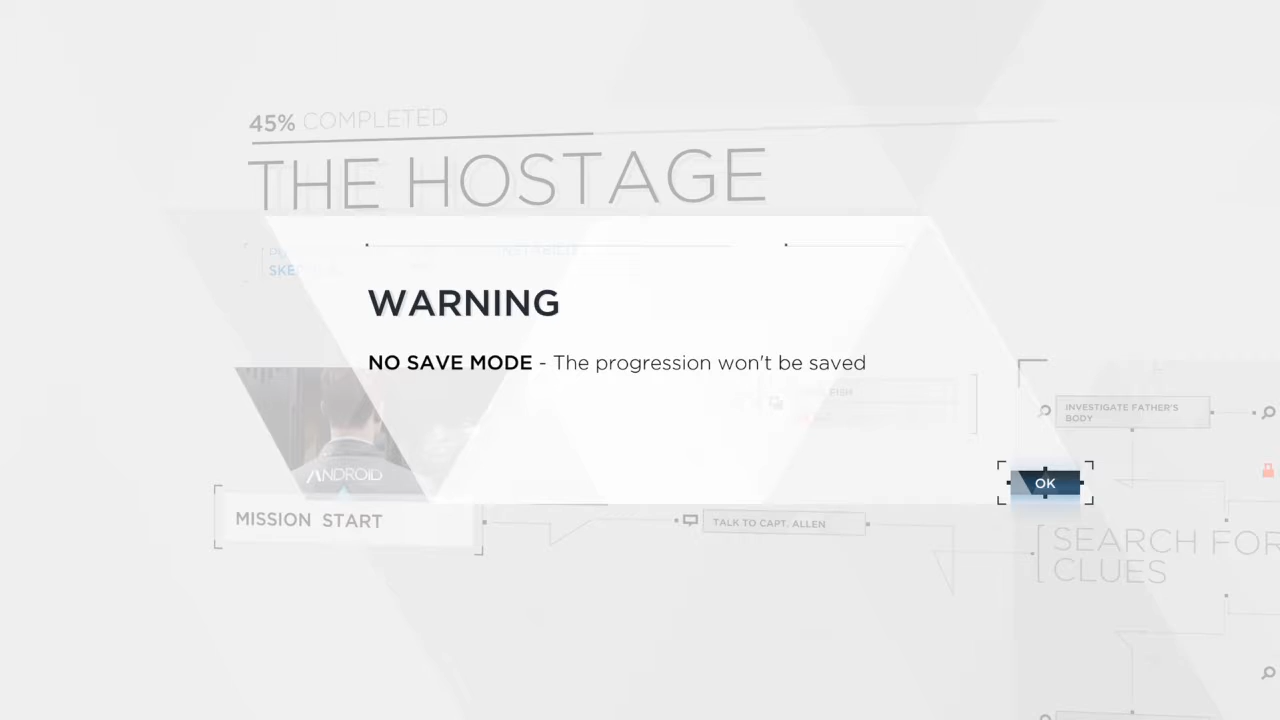 45% COMPLETED
THE HOSTAGE
WARNING
NO SAVE MODE - The progression won't be saved
INVESTIGATE FATHER'S
BODY
ANDROID
OK
MISSION START
TALK TO CAPT. ALLEN
SEARCH FOR
CLUES